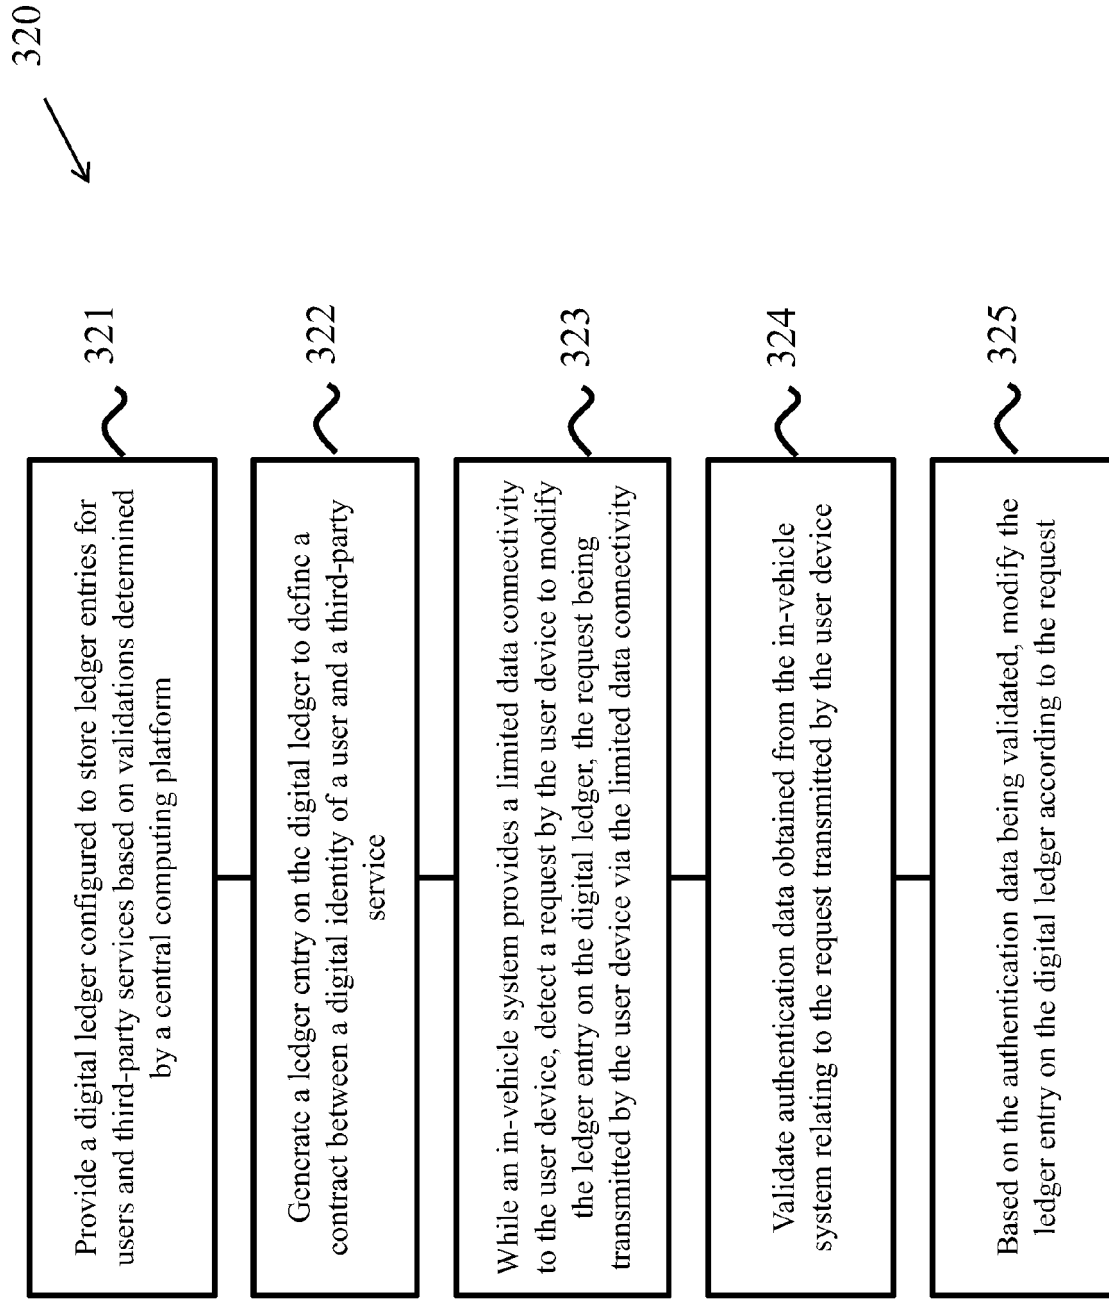 320
321
Provide a digital ledger configured to store ledger entries for
users and third-party services based on validations determined
by a central computing platform
322
Generate a ledger entry on the digital ledger to define a
contract between a digital identity of a user and a third-party
service
323
While an in-vehicle system provides a limited data connectivity
to the user device, detect a request by the user device to modify
the ledger entry on the digital ledger, the request being
transmitted by the user device via the limited data connectivity
324
Validate authentication data obtained from the in-vehicle
system relating to the request transmitted by the user device
325
Based on the authentication data being validated, modify the
ledger entry on the digital ledger according to the request